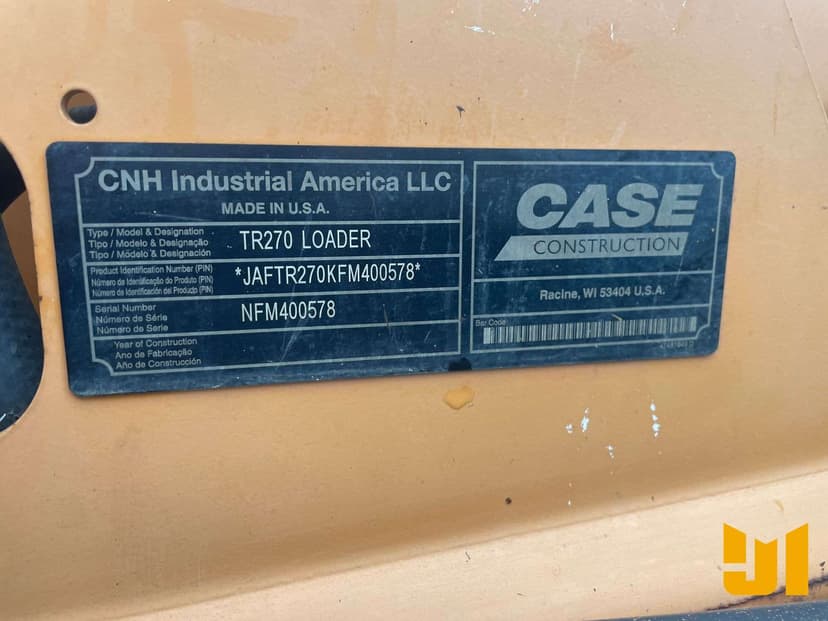 CNH Industrial America LLC
MADE IN U.S.A.
Type / Model & Designation
Tipo / Modelo & Designação
Tipo / Modelo & Designación
TR270 LOADER
Product Identification Number (PIN)
Número de Identificação do Produto (PIN)
Número de Identificación del Producto (PIN)
*JAFTR270KFM400578*
Serial Number
Número de Série
Número de Serie
NFM400578
Year of Construction
Ano de Fabricação
Año de Construcción
CASE
CONSTRUCTION
Racine, WI 53404 U.S.A.
Bar Code